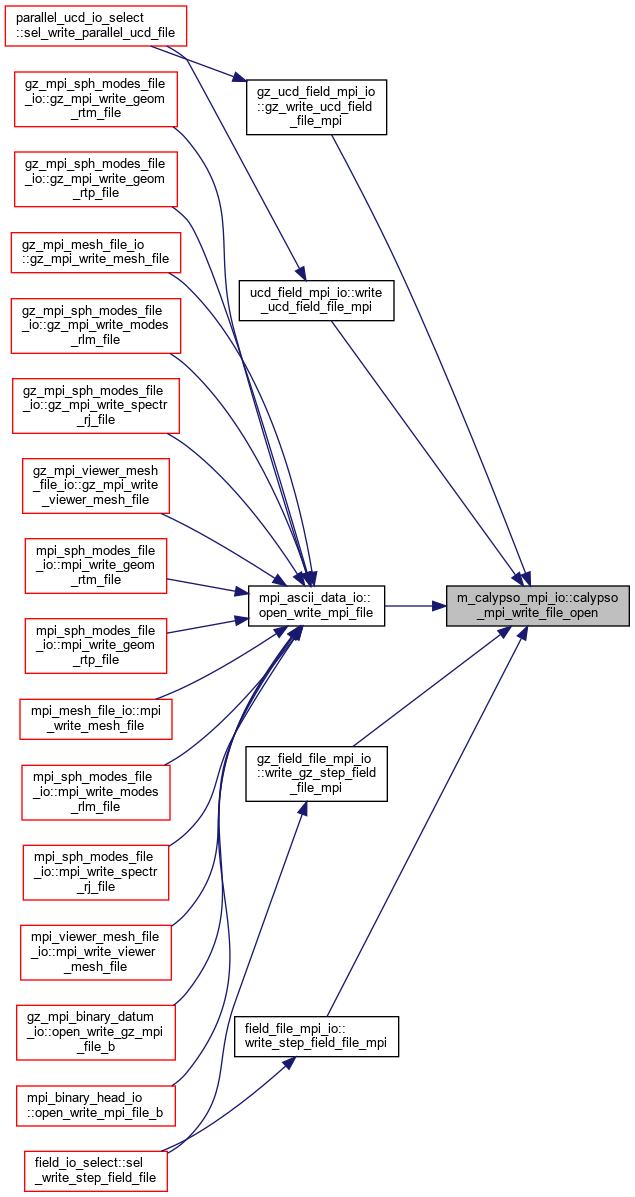 parallel_ucd_io_select
::sel_write_parallel_ucd_file
gz_mpi_sph_modes_file
_io::gz_mpi_write_geom
_rtm_file
gz_mpi_sph_modes_file
_io::gz_mpi_write_geom
_rtp_file
gz_mpi_mesh_file_io
::gz_mpi_write_mesh_file
gz_mpi_sph_modes_file
_io::gz_mpi_write_modes
_rlm_file
gz_mpi_sph_modes_file
_io::gz_mpi_write_spectr
_rj_file
gz_mpi_viewer_mesh
_file_io::gz_mpi_write
_viewer_mesh_file
mpi_sph_modes_file
_io::mpi_write_geom
_rtm_file
mpi_sph_modes_file
_io::mpi_write_geom
_rtp_file
mpi_mesh_file_io::mpi
_write_mesh_file
mpi_sph_modes_file
_io::mpi_write_modes
_rlm_file
mpi_sph_modes_file
_io::mpi_write_spectr
_rj_file
mpi_viewer_mesh_file
_io::mpi_write_viewer
_mesh_file
gz_mpi_binary_datum
_io::open_write_gz_mpi
_file_b
mpi_binary_head_io
::open_write_mpi_file_b
field_io_select::sel
_write_step_field_file
gz_ucd_field_mpi_io
::gz_write_ucd_field
_file_mpi
ucd_field_mpi_io::write
_ucd_field_file_mpi
mpi_ascii_data_io::
open_write_mpi_file
gz_field_file_mpi_io
::write_gz_step_field
_file_mpi
field_file_mpi_io::
write_step_field_file_mpi
m_calypso_mpi_io::calypso
_mpi_write_file_open